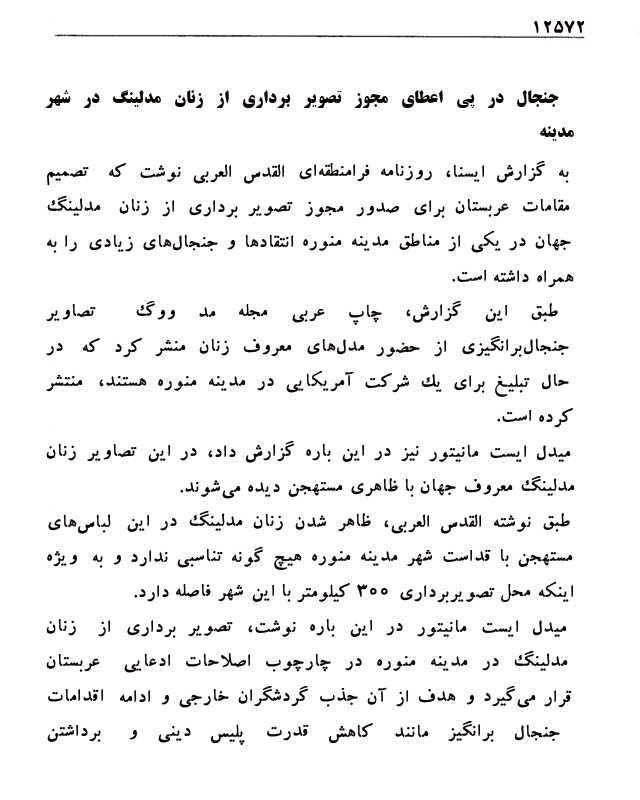 ۱۲۵۷۲
جنجال در پی اعطای مجوز تصویر برداری از زنان مدلینگ در شهر
مدینه
به گزارش ایسنا، روزنامه فرامنطقه‌ای القدس العربی نوشت که تصمیم
مقامات عربستان برای صدور مجوز تصویر برداری از زنان مدلینگ
جهان در یکی از مناطق مدینه منوره انتقادها و جنجال‌های زیادی را به
همراه داشته است.
طبق این گزارش، چاپ عربی مجله مد ووگ تصاویر
جنجال‌برانگیزی از حضور مدل‌های معروف زنان منشر کرد که در
حال تبلیغ برای یك شرکت آمریکایی در مدینه منوره هستند، منتشر
کرده است.
میدل ایست مانیتور نیز در این باره گزارش داد، در این تصاویر زنان
مدلینگ معروف جهان با ظاهری مستهجن دیده می‌شوند.
طبق نوشته القدس العربی، ظاهر شدن زنان مدلینگ در این لباس‌های
مستهجن با قداست شهر مدینه منوره هیچ گونه تناسبی ندارد و به ویژه
اینکه محل تصویربرداری ۳۰۰ کیلومتر با این شهر فاصله دارد.
میدل ایست مانیتور در این باره نوشت، تصویر برداری از زنان
مدلینگ در مدینه منوره در چارچوب اصلاحات ادعایی عربستان
قرار می‌گیرد و هدف از آن جذب گردشگران خارجی و ادامه اقدامات
جنجال برانگیز مانند کاهش قدرت پلیس دینی و برداشتن